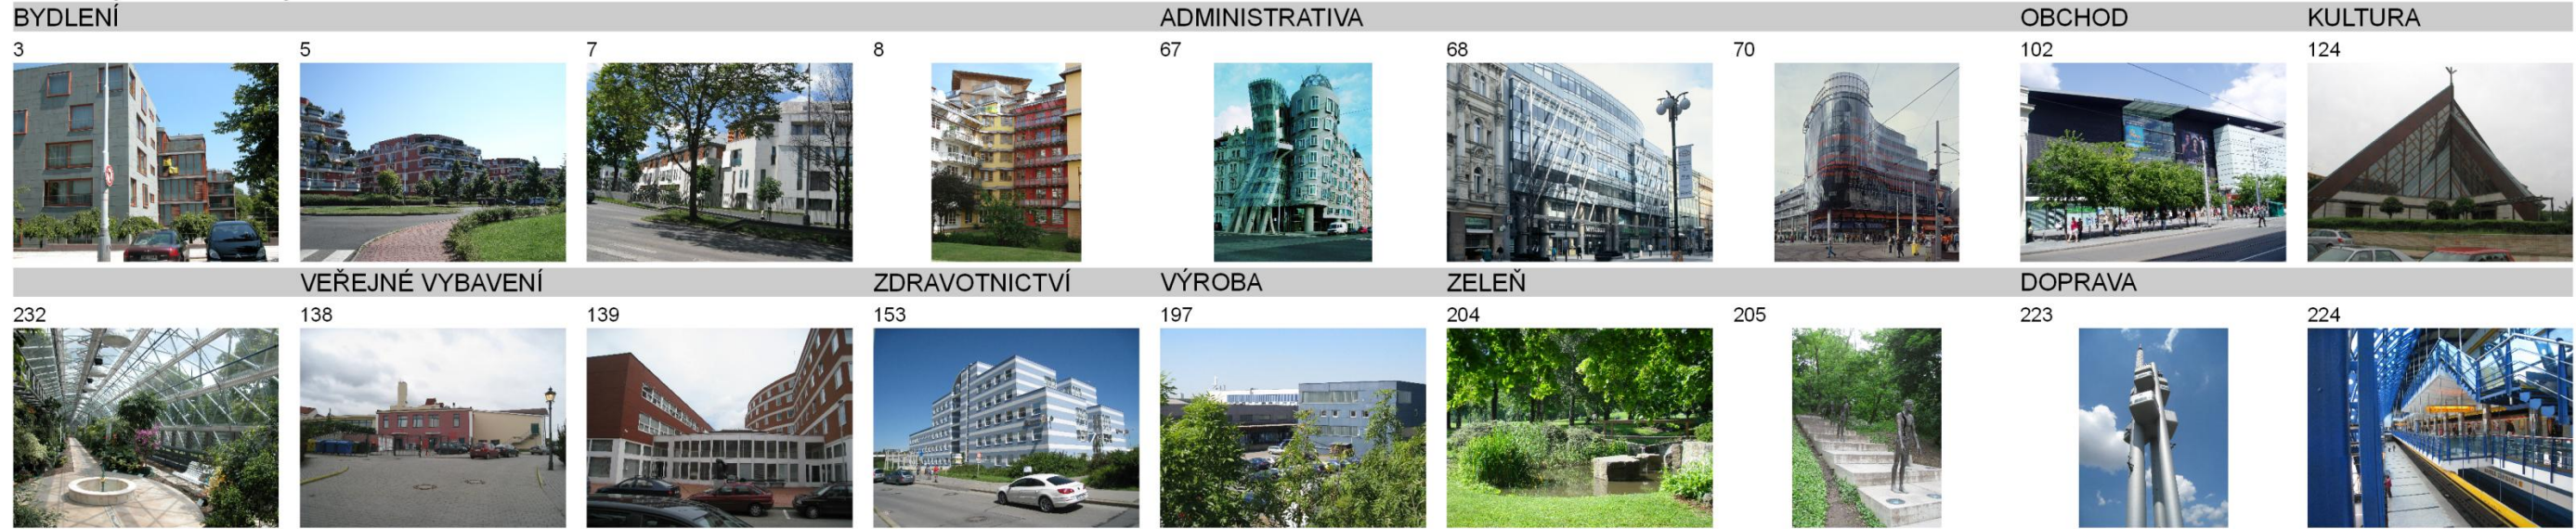 BYDLENÍ ADMINISTRATIVA OBCHOD KULTURA
3 5 7 8 67 68 70 102 124
VEŘEJNÉ VYBAVENÍ ZDRAVOTNICTVÍ VÝROBA ZELEŇ DOPRAVA
232 138 139 153 197 204 205 223 224